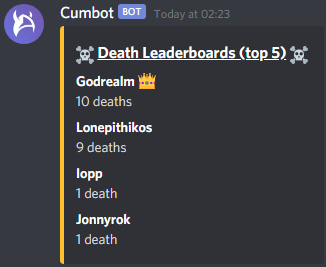 Cumbot BOT Today at 02:23
☠️ Death Leaderboards (top 5) ☠️
Godrealm 👑
10 deaths
Lonepithikos
9 deaths
lopp
1 death
Jonnyrok
1 death